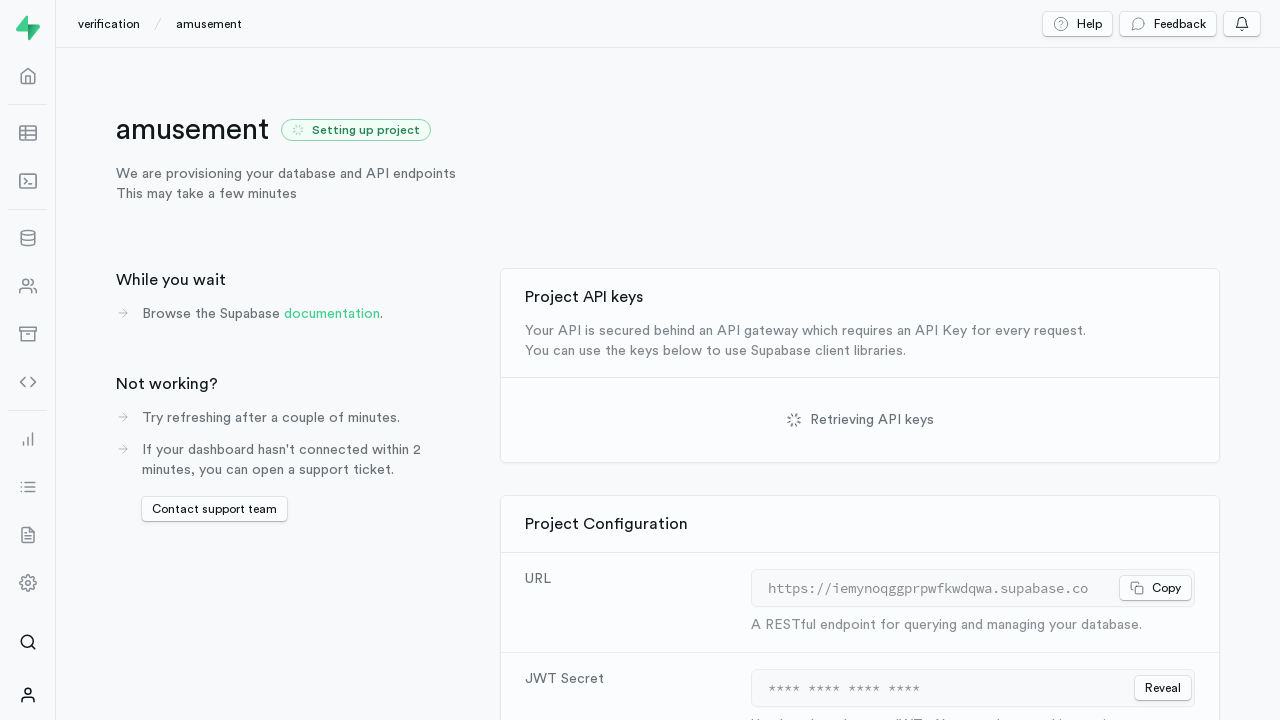 verification / amusement
Help
Feedback
amusement
Setting up project
We are provisioning your database and API endpoints
This may take a few minutes
While you wait
Browse the Supabase documentation.
Not working?
Try refreshing after a couple of minutes.
If your dashboard hasn't connected within 2
minutes, you can open a support ticket.
Contact support team
Project API keys
Your API is secured behind an API gateway which requires an API Key for every request.
You can use the keys below to use Supabase client libraries.
Retrieving API keys
Project Configuration
URL
https://iemynoqggprpwfkwdqwa.supabase.co
Copy
A RESTful endpoint for querying and managing your database.
JWT Secret
**** **** **** ****
Reveal